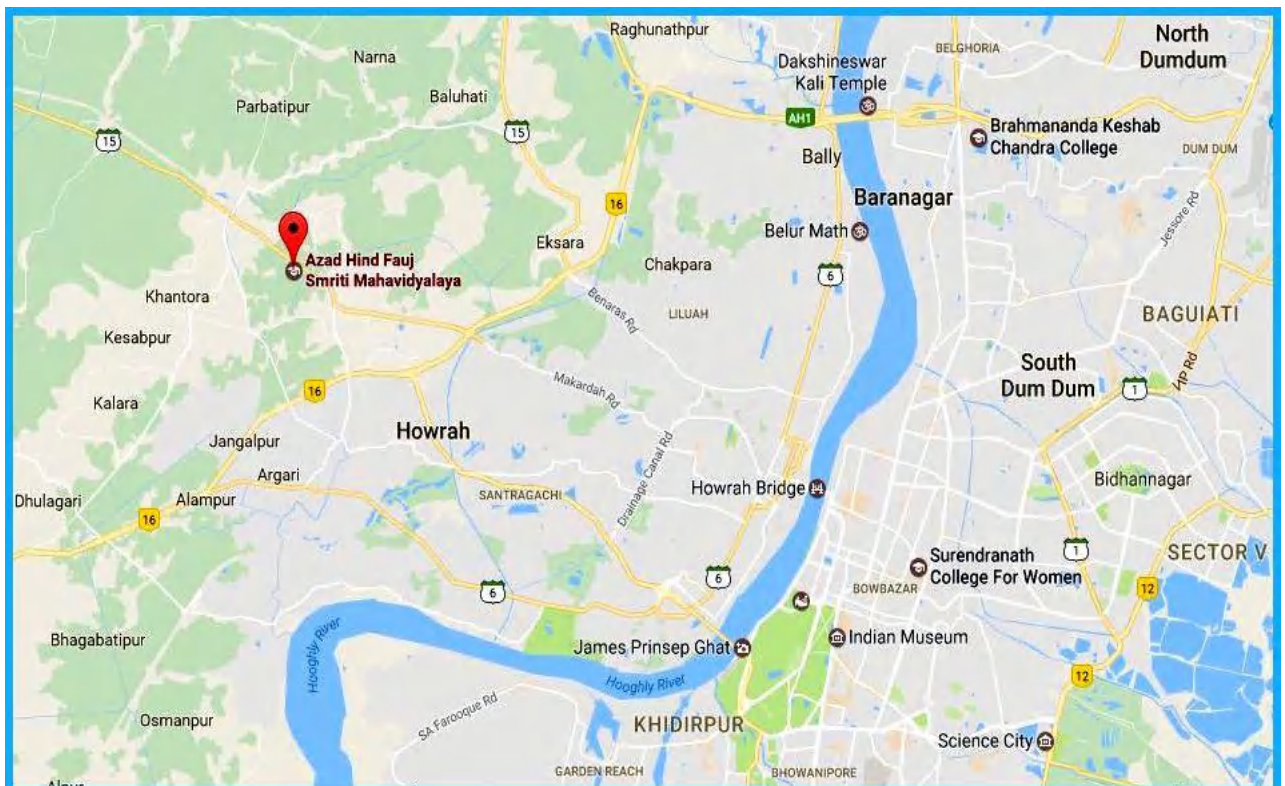 Raghunathpur
North
Dumdum
BELGHORIA
Narna
Dakshineswar
Kali Temple
Baluhati
Parbatipur
AH1
15
15
Brahmananda Keshab
Chandra College
Bally
DUM DUM
Baranagar
16
Jessore Rd
Belur Math
Eksara
Azad Hind Fauj
Smriti Mahavidyalaya
Chakpara
6
Khantora
Benaras Rd
LILUAH
BAGUIATI
Kesabpur
South
Dum Dum
VIP Rd
Makardah Rd
16
1
Kalara
Howrah
Jangalpur
Argari
Drainage Canal Rd
Bidhannagar
Howrah Bridge
SANTRAGACHI
Dhulagari
Alampur
16
1
SECTOR V
Surendranath
College For Women
6
6
BOWBAZAR
12
Bhagabatipur
Hooghly River
James Prinsep Ghat
Indian Museum
Hooghly River
12
Osmanpur
SA Farooque Rd
KHIDIRPUR
Science City
GARDEN REACH
BHOWANIPORE